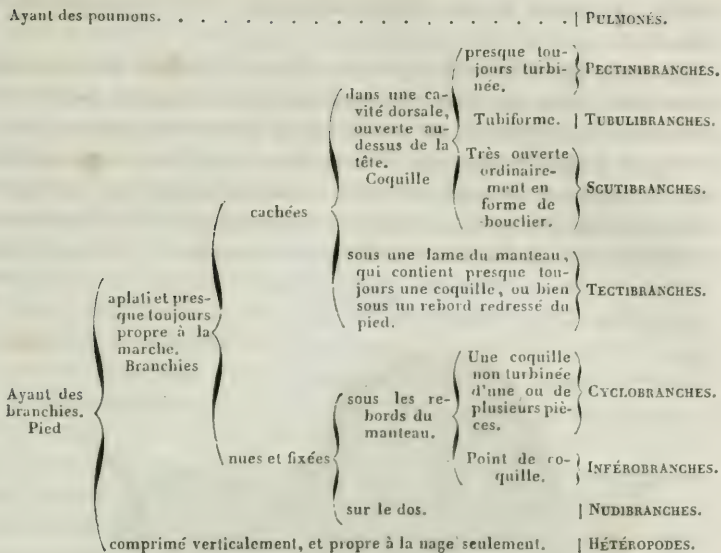 Ayant des poumons. . . . . . . . . . . . . . . . . . . . . | PULMONÉS.
presque tou-
jours turbi-
née.
PECTINIBRANCHES.
dans une ca-
vité dorsale,
ouverte au-
dessus de la
tête.
Coquille
Tubiforme. | TUBULIBRANCHES.
Très ouverte
ordinaire-
ment en
forme de
bouclier.
SCUTIBRANCHES.
cachées
sous une lame du manteau,
qui contient presque tou-
jours une coquille, ou bien
sous un rebord redressé du
pied.
TECTIBRANCHES.
aplati et pres-
que toujours
propre à la
marche.
Branchies
Ayant des
branchies.
Pied
Une coquille
non turbinée
d'une ou de
plusieurs piè-
ces.
CYCLOBRANCHES.
sous les re-
bords du
manteau.
nues et fixées
Point de co-
quille.
INFÉROBRANCHES.
sur le dos. | NUDIBRANCHES.
comprimé verticalement, et propre à la nage seulement. | HÉTÉROPODES.